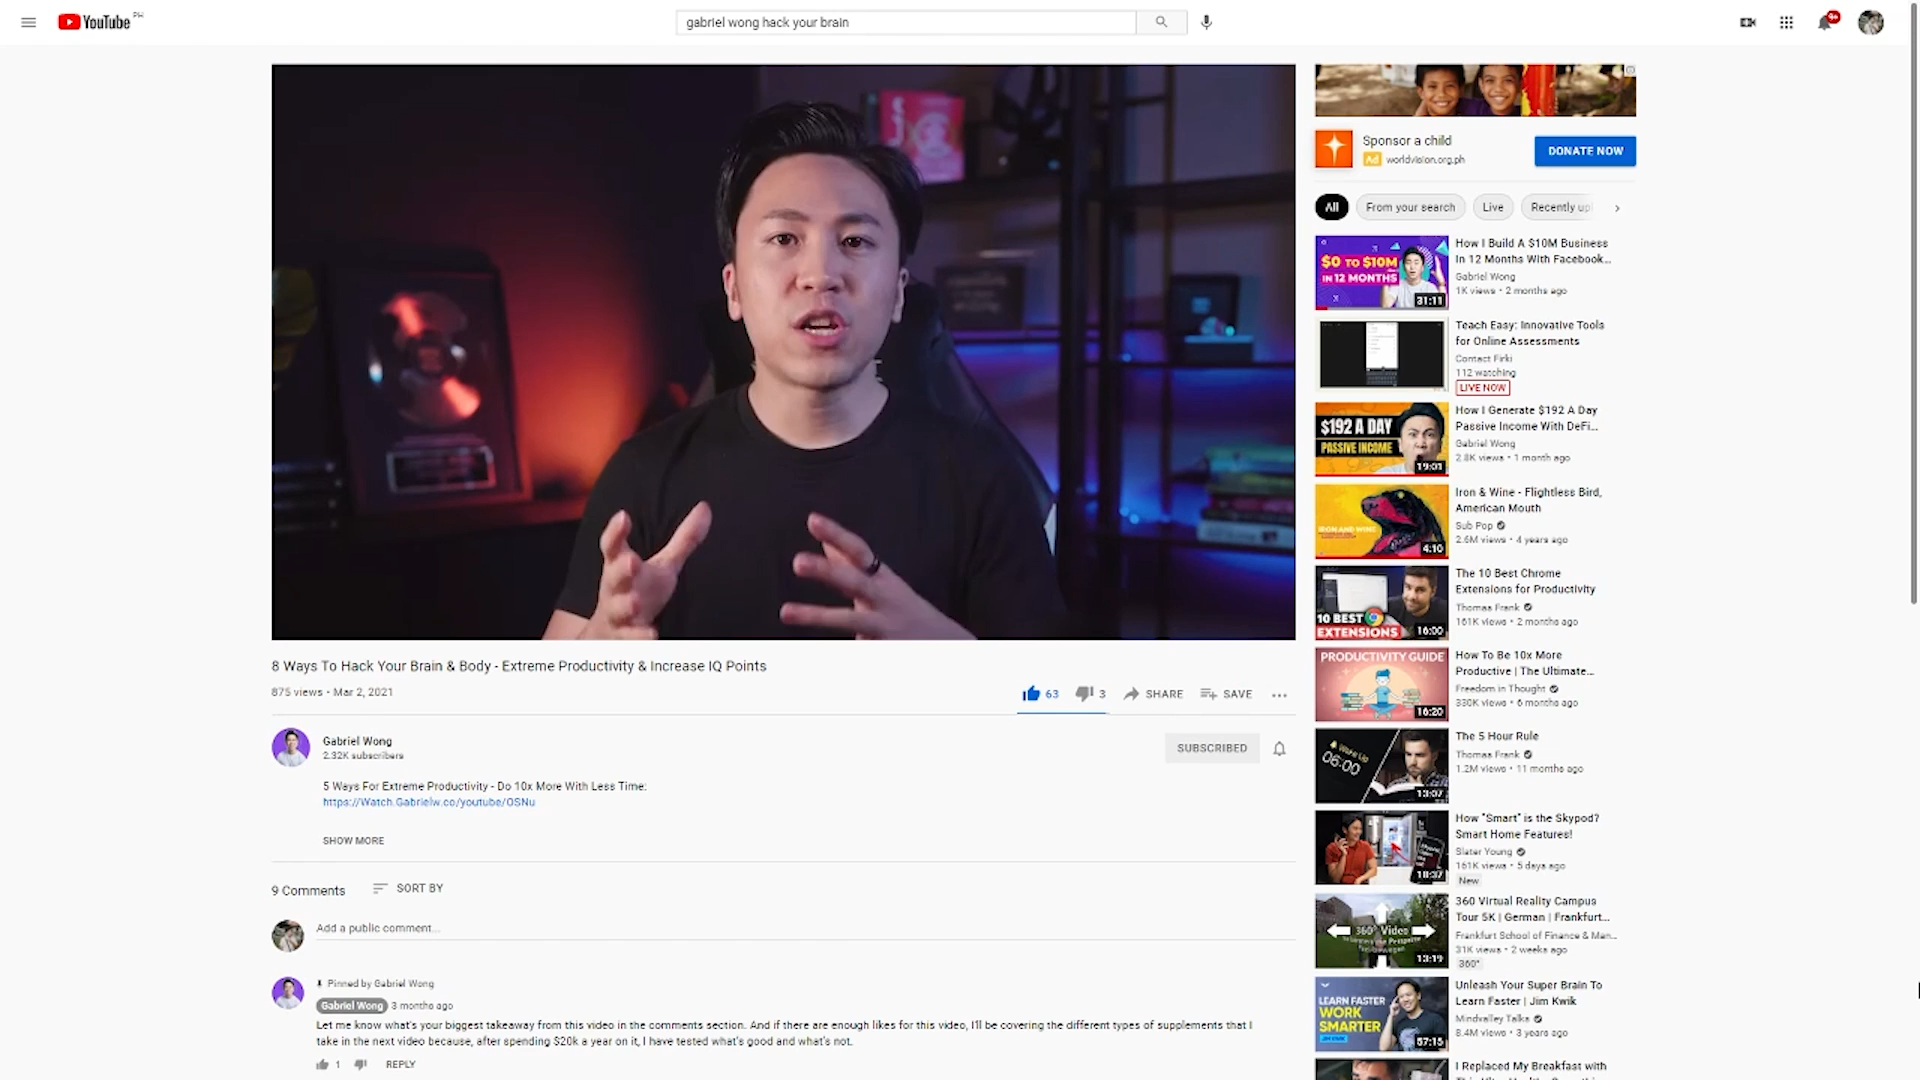 YouTube PH
gabriel wong hack your brain
9+
Sponsor a child
Ad worldvision.org.ph
DONATE NOW
All
From your search
Live
Recently upl
8 Ways To Hack Your Brain & Body - Extreme Productivity & Increase IQ Points
875 views • Mar 2, 2021
63
3
SHARE
SAVE
Gabriel Wong
2.32K subscribers
SUBSCRIBED
5 Ways For Extreme Productivity - Do 10x More With Less Time:
https://Watch.Gabrielw.co/youtube/OSNu
SHOW MORE
9 Comments
SORT BY
Add a public comment...
Pinned by Gabriel Wong
Gabriel Wong 3 months ago
Let me know what's your biggest takeaway from this video in the comments section. And if there are enough likes for this video, I'll be covering the different types of supplements that I
take in the next video because, after spending $20k a year on it, I have tested what's good and what's not.
1
REPLY
$0 TO $10M
IN 12 MONTHS
31:11
How I Build A $10M Business
In 12 Months With Facebook...
Gabriel Wong
1K views • 2 months ago
Teach Easy: Innovative Tools
for Online Assessments
Contact Firki
112 watching
LIVE NOW
$192 A DAY
PASSIVE INCOME
19:01
How I Generate $192 A Day
Passive Income With DeFi...
Gabriel Wong
2.8K views • 1 month ago
IRON AND WINE
4:10
Iron & Wine - Flightless Bird,
American Mouth
Sub Pop
2.6M views • 4 years ago
10 BEST
EXTENSIONS
16:00
The 10 Best Chrome
Extensions for Productivity
Thomas Frank
161K views • 2 months ago
PRODUCTIVITY GUIDE
16:20
How To Be 10x More
Productive | The Ultimate...
Freedom in Thought
330K views • 6 months ago
Wake Up
06:00
13:07
The 5 Hour Rule
Thomas Frank
1.2M views • 11 months ago
18:37
How "Smart" is the Skypod?
Smart Home Features!
Slater Young
161K views • 5 days ago
New
360° Video
13:19
360 Virtual Reality Campus
Tour 5K | German | Frankfurt...
Frankfurt School of Finance & Man...
31K views • 2 weeks ago
360°
LEARN FASTER
WORK
SMARTER
JIM KWIK
57:15
Unleash Your Super Brain To
Learn Faster | Jim Kwik
Mindvalley Talks
8.4M views • 3 years ago
I Replaced My Breakfast with